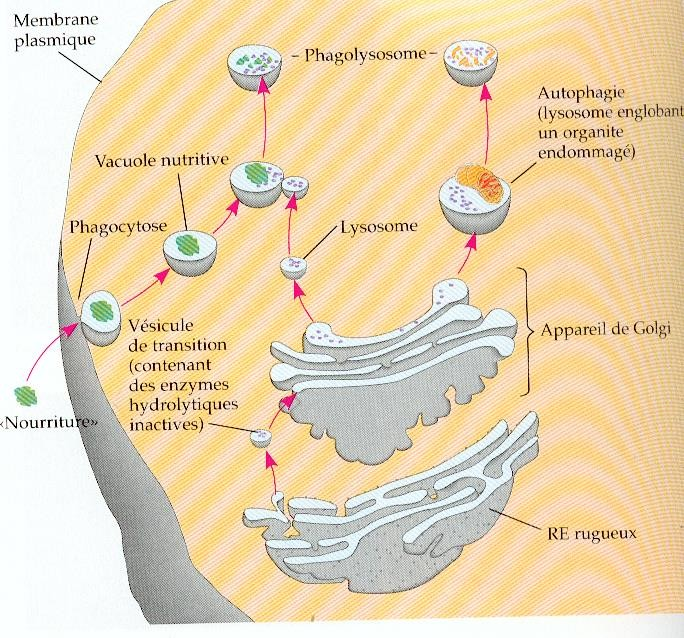 Membrane
plasmique
- Phagolysosome -
Autophagie
(lysosome englobant
un organite
endommagé)
Vacuole nutritive
Phagocytose
Lysosome
Vésicule
de transition
(contenant
des enzymes
hydrolytiques
inactives)
Appareil de Golgi
«Nourriture»
RE rugueux